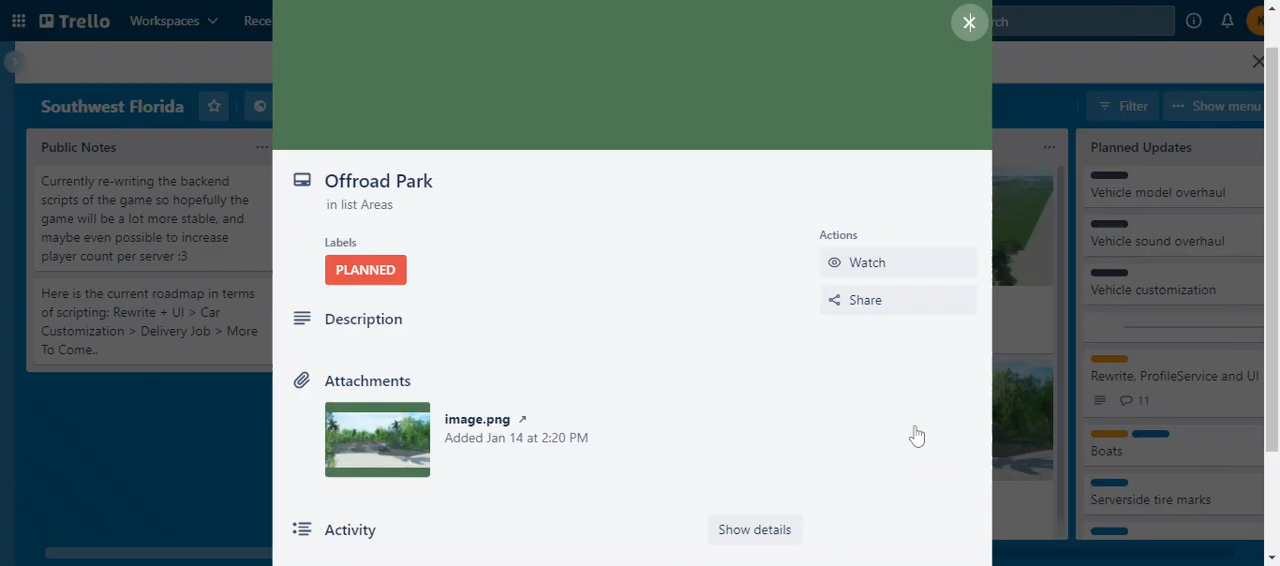 Trello
Workspaces
Rece
ch
K
Southwest Florida
Filter
Show menu
Public Notes
Currently re-writing the backend
scripts of the game so hopefully the
game will be a lot more stable, and
maybe even possible to increase
player count per server :3
Here is the current roadmap in terms
of scripting: Rewrite + UI > Car
Customization > Delivery Job > More
To Come..
Offroad Park
in list Areas
Labels
PLANNED
Description
Attachments
image.png
Added Jan 14 at 2:20 PM
Activity
Show details
Actions
Watch
Share
Planned Updates
Vehicle model overhaul
Vehicle sound overhaul
Vehicle customization
Rewrite, ProfileService and UI
11
Boats
Serverside tire marks